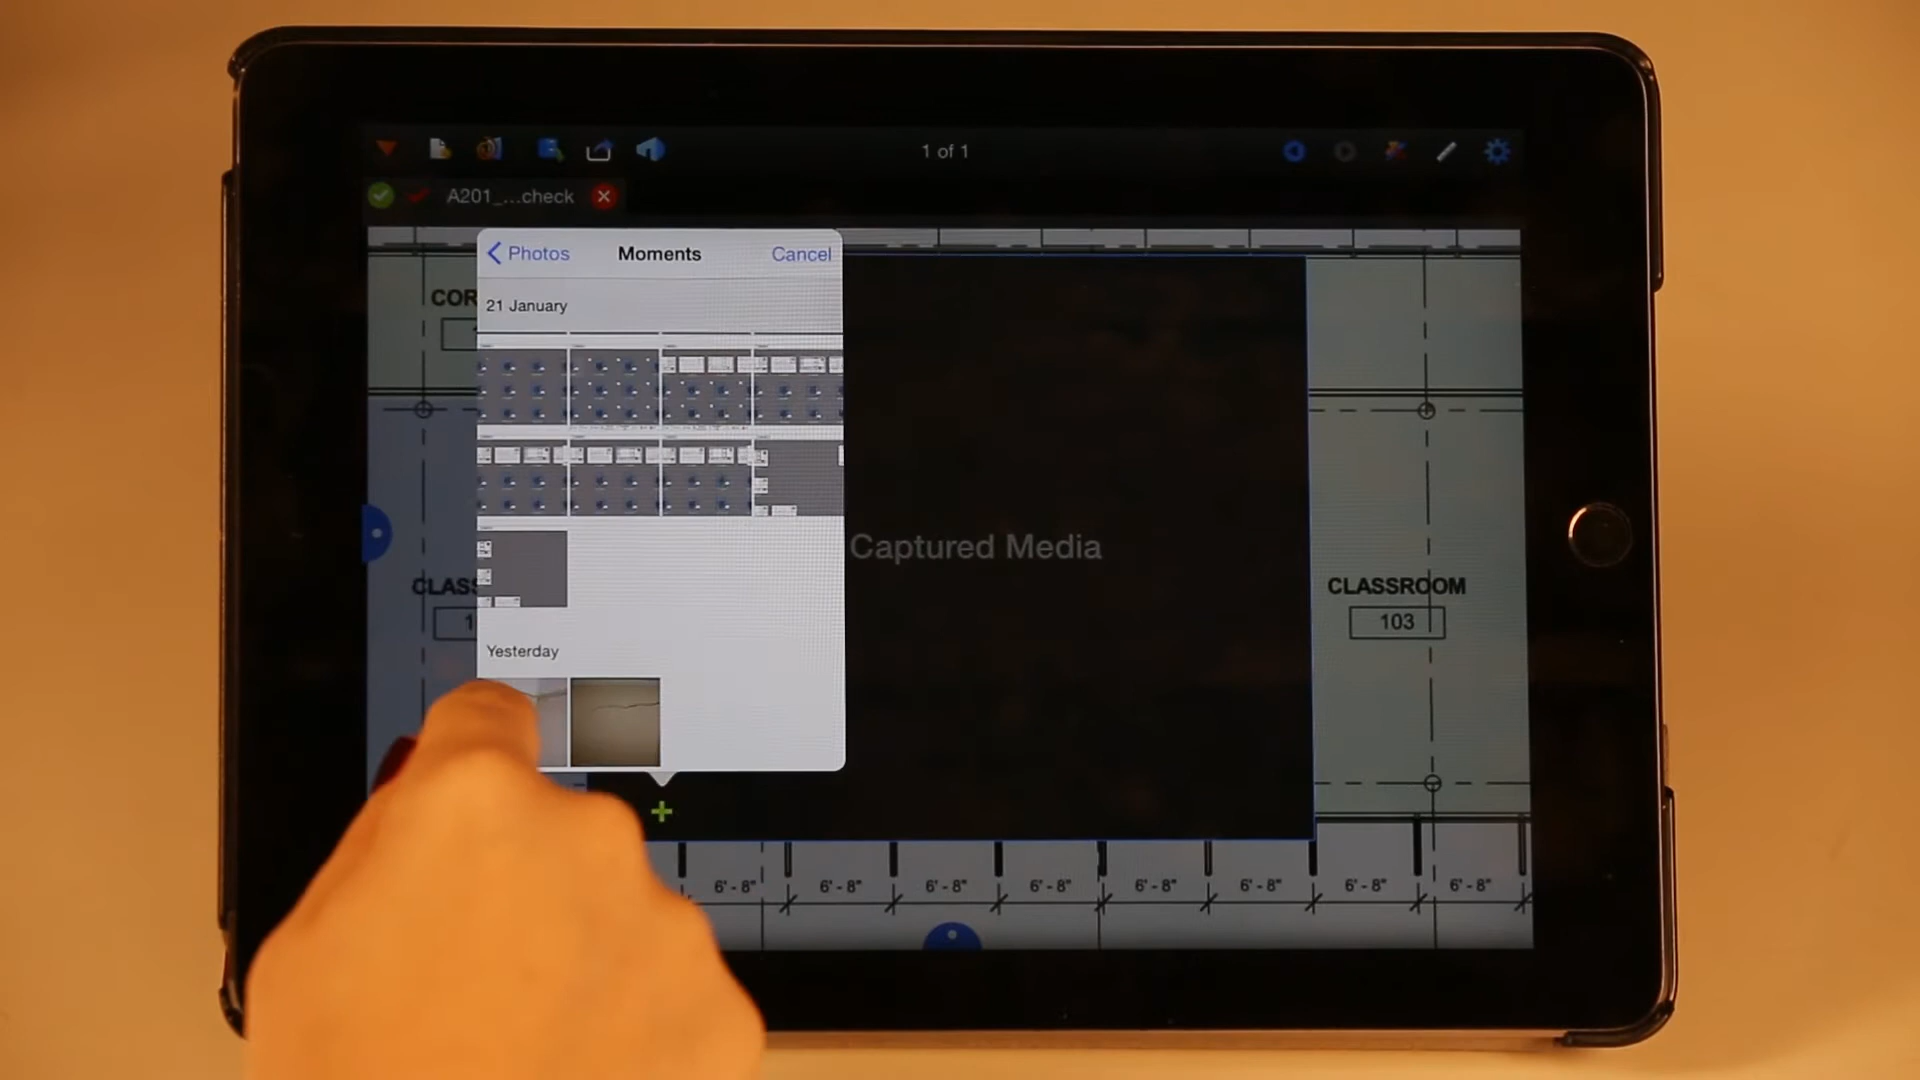 1 of 1
A201_...check
Photos
Moments
Cancel
21 January
COR
Captured Media
CLASS
1
CLASSROOM
103
Yesterday
6' - 8" 6' - 8" 6' - 8" 6' - 8" 6' - 8" 6' - 8" 6' - 8" 6' - 8"